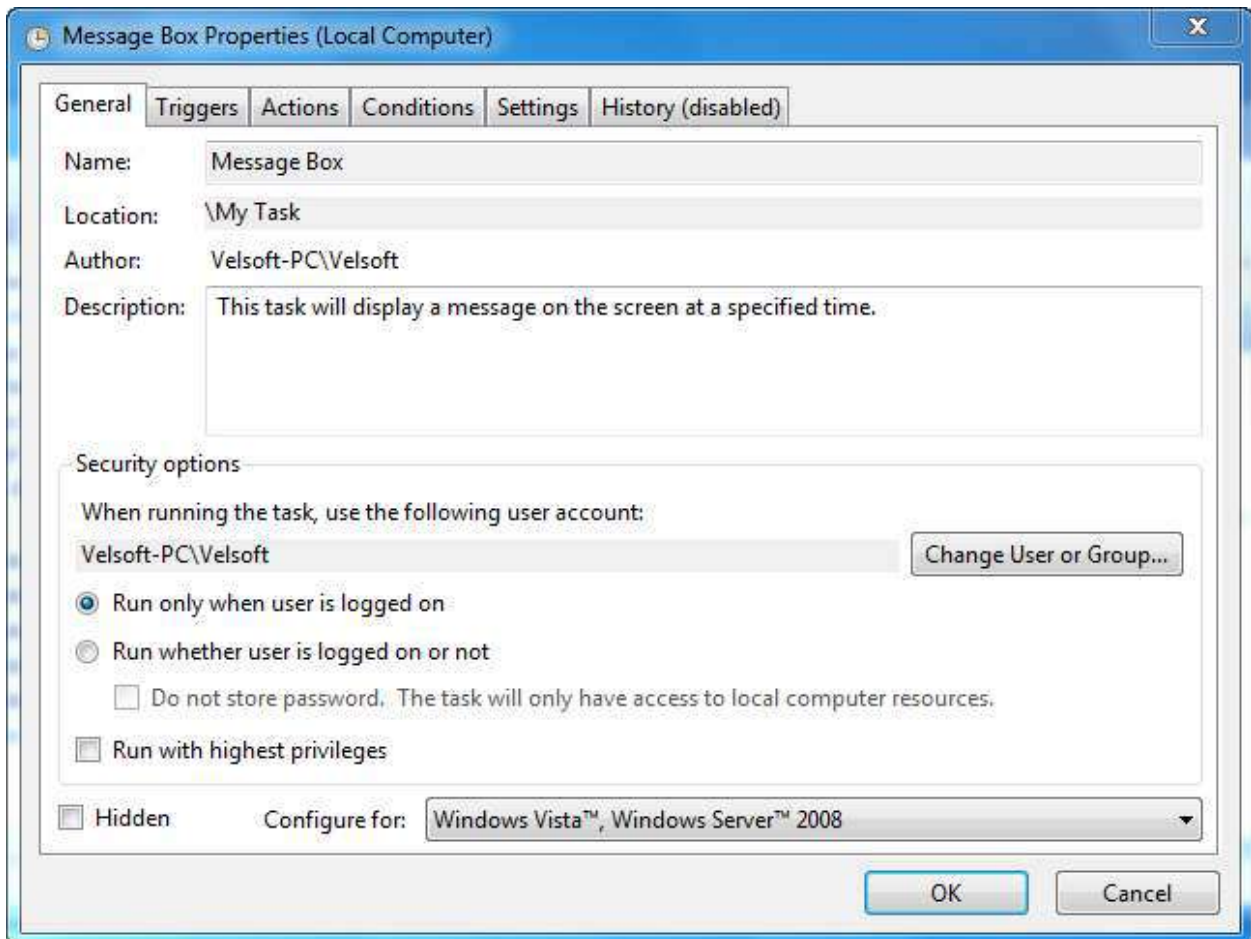 Message Box Properties (Local Computer)
X
General Triggers Actions Conditions Settings History (disabled)
Name: Message Box
Location: \My Task
Author: Velsoft-PC\Velsoft
Description: This task will display a message on the screen at a specified time.
Security options
When running the task, use the following user account:
Velsoft-PC\Velsoft Change User or Group...
Run only when user is logged on
Run whether user is logged on or not
Do not store password. The task will only have access to local computer resources.
Run with highest privileges
Hidden Configure for: Windows Vista™, Windows Server™ 2008
OK Cancel